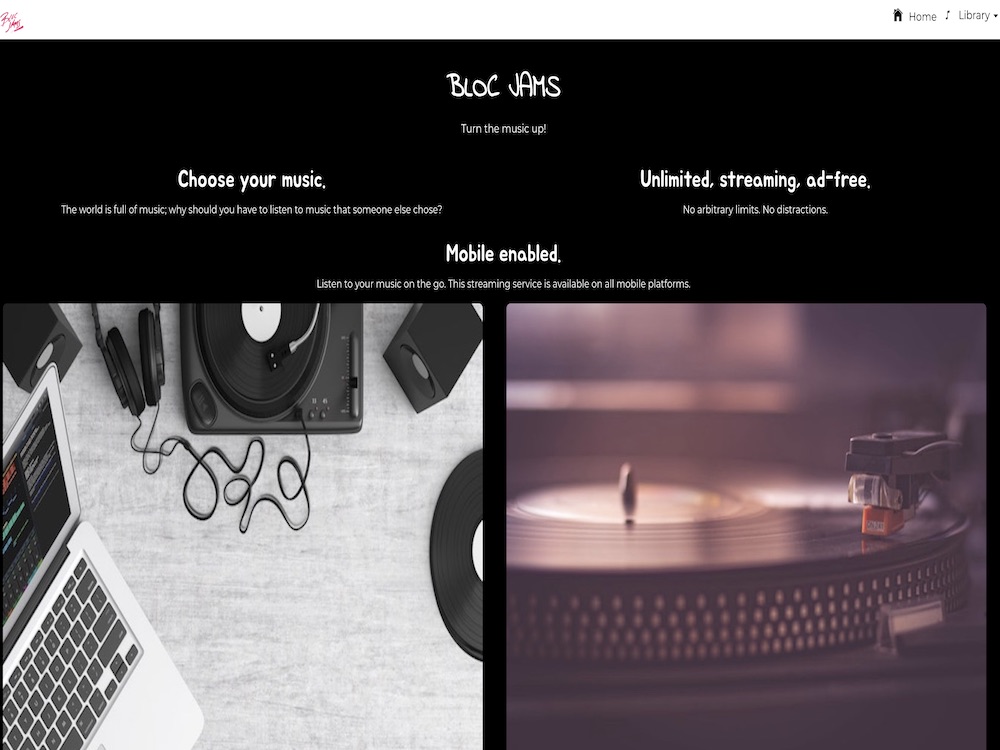 Bloc
Jams
Home
Library
BLOC JAMS
Turn the music up!
Choose your music.
The world is full of music; why should you have to listen to music that someone else chose?
Unlimited, streaming, ad-free.
No arbitrary limits. No distractions.
Mobile enabled.
Listen to your music on the go. This streaming service is available on all mobile platforms.
33 45